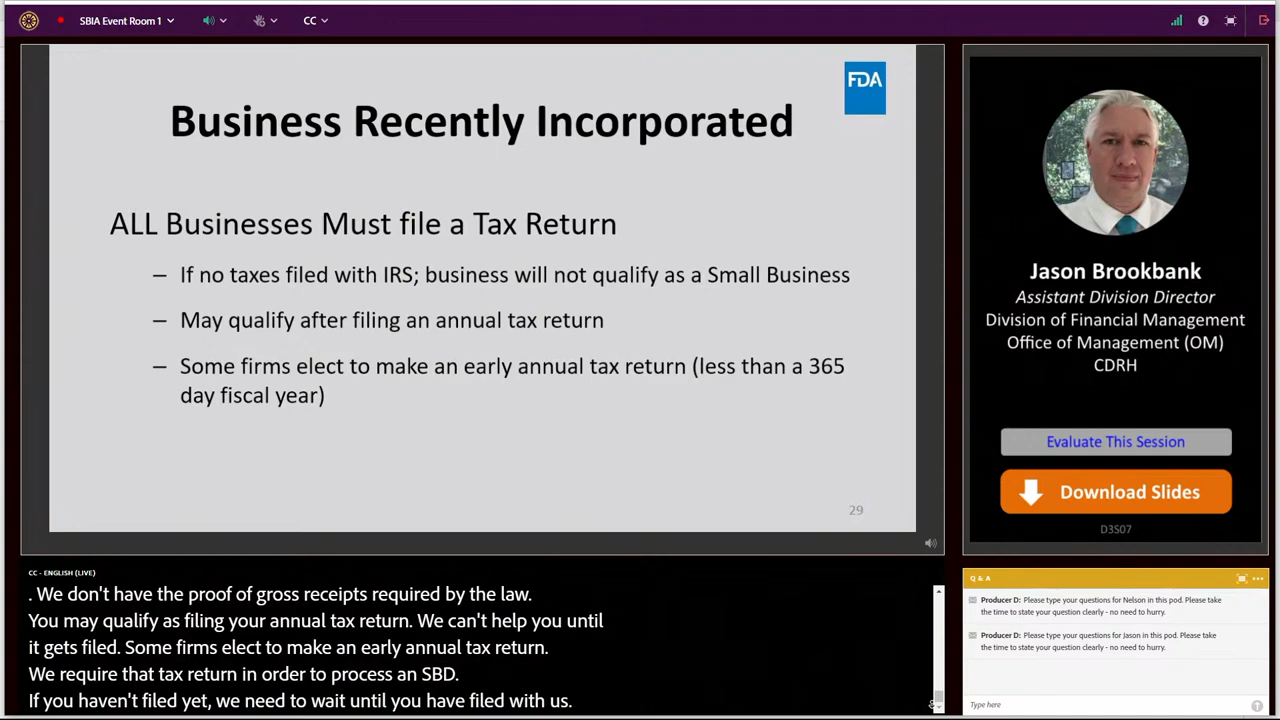 SBIA Event Room 1
CC
FDA
Business Recently Incorporated
ALL Businesses Must file a Tax Return
– If no taxes filed with IRS; business will not qualify as a Small Business
– May qualify after filing an annual tax return
– Some firms elect to make an early annual tax return (less than a 365
day fiscal year)
29
Jason Brookbank
Assistant Division Director
Division of Financial Management
Office of Management (OM)
CDRH
Evaluate This Session
Download Slides
D3S07
CC - ENGLISH (LIVE)
. We don't have the proof of gross receipts required by the law.
You may qualify as filing your annual tax return. We can't help you until
it gets filed. Some firms elect to make an early annual tax return.
We require that tax return in order to process an SBD.
If you haven't filed yet, we need to wait until you have filed with us.
Q & A
Producer D: Please type your questions for Nelson in this pod. Please take
the time to state your question clearly - no need to hurry.
Producer D: Please type your questions for Jason in this pod. Please take
the time to state your question clearly - no need to hurry.
Type here